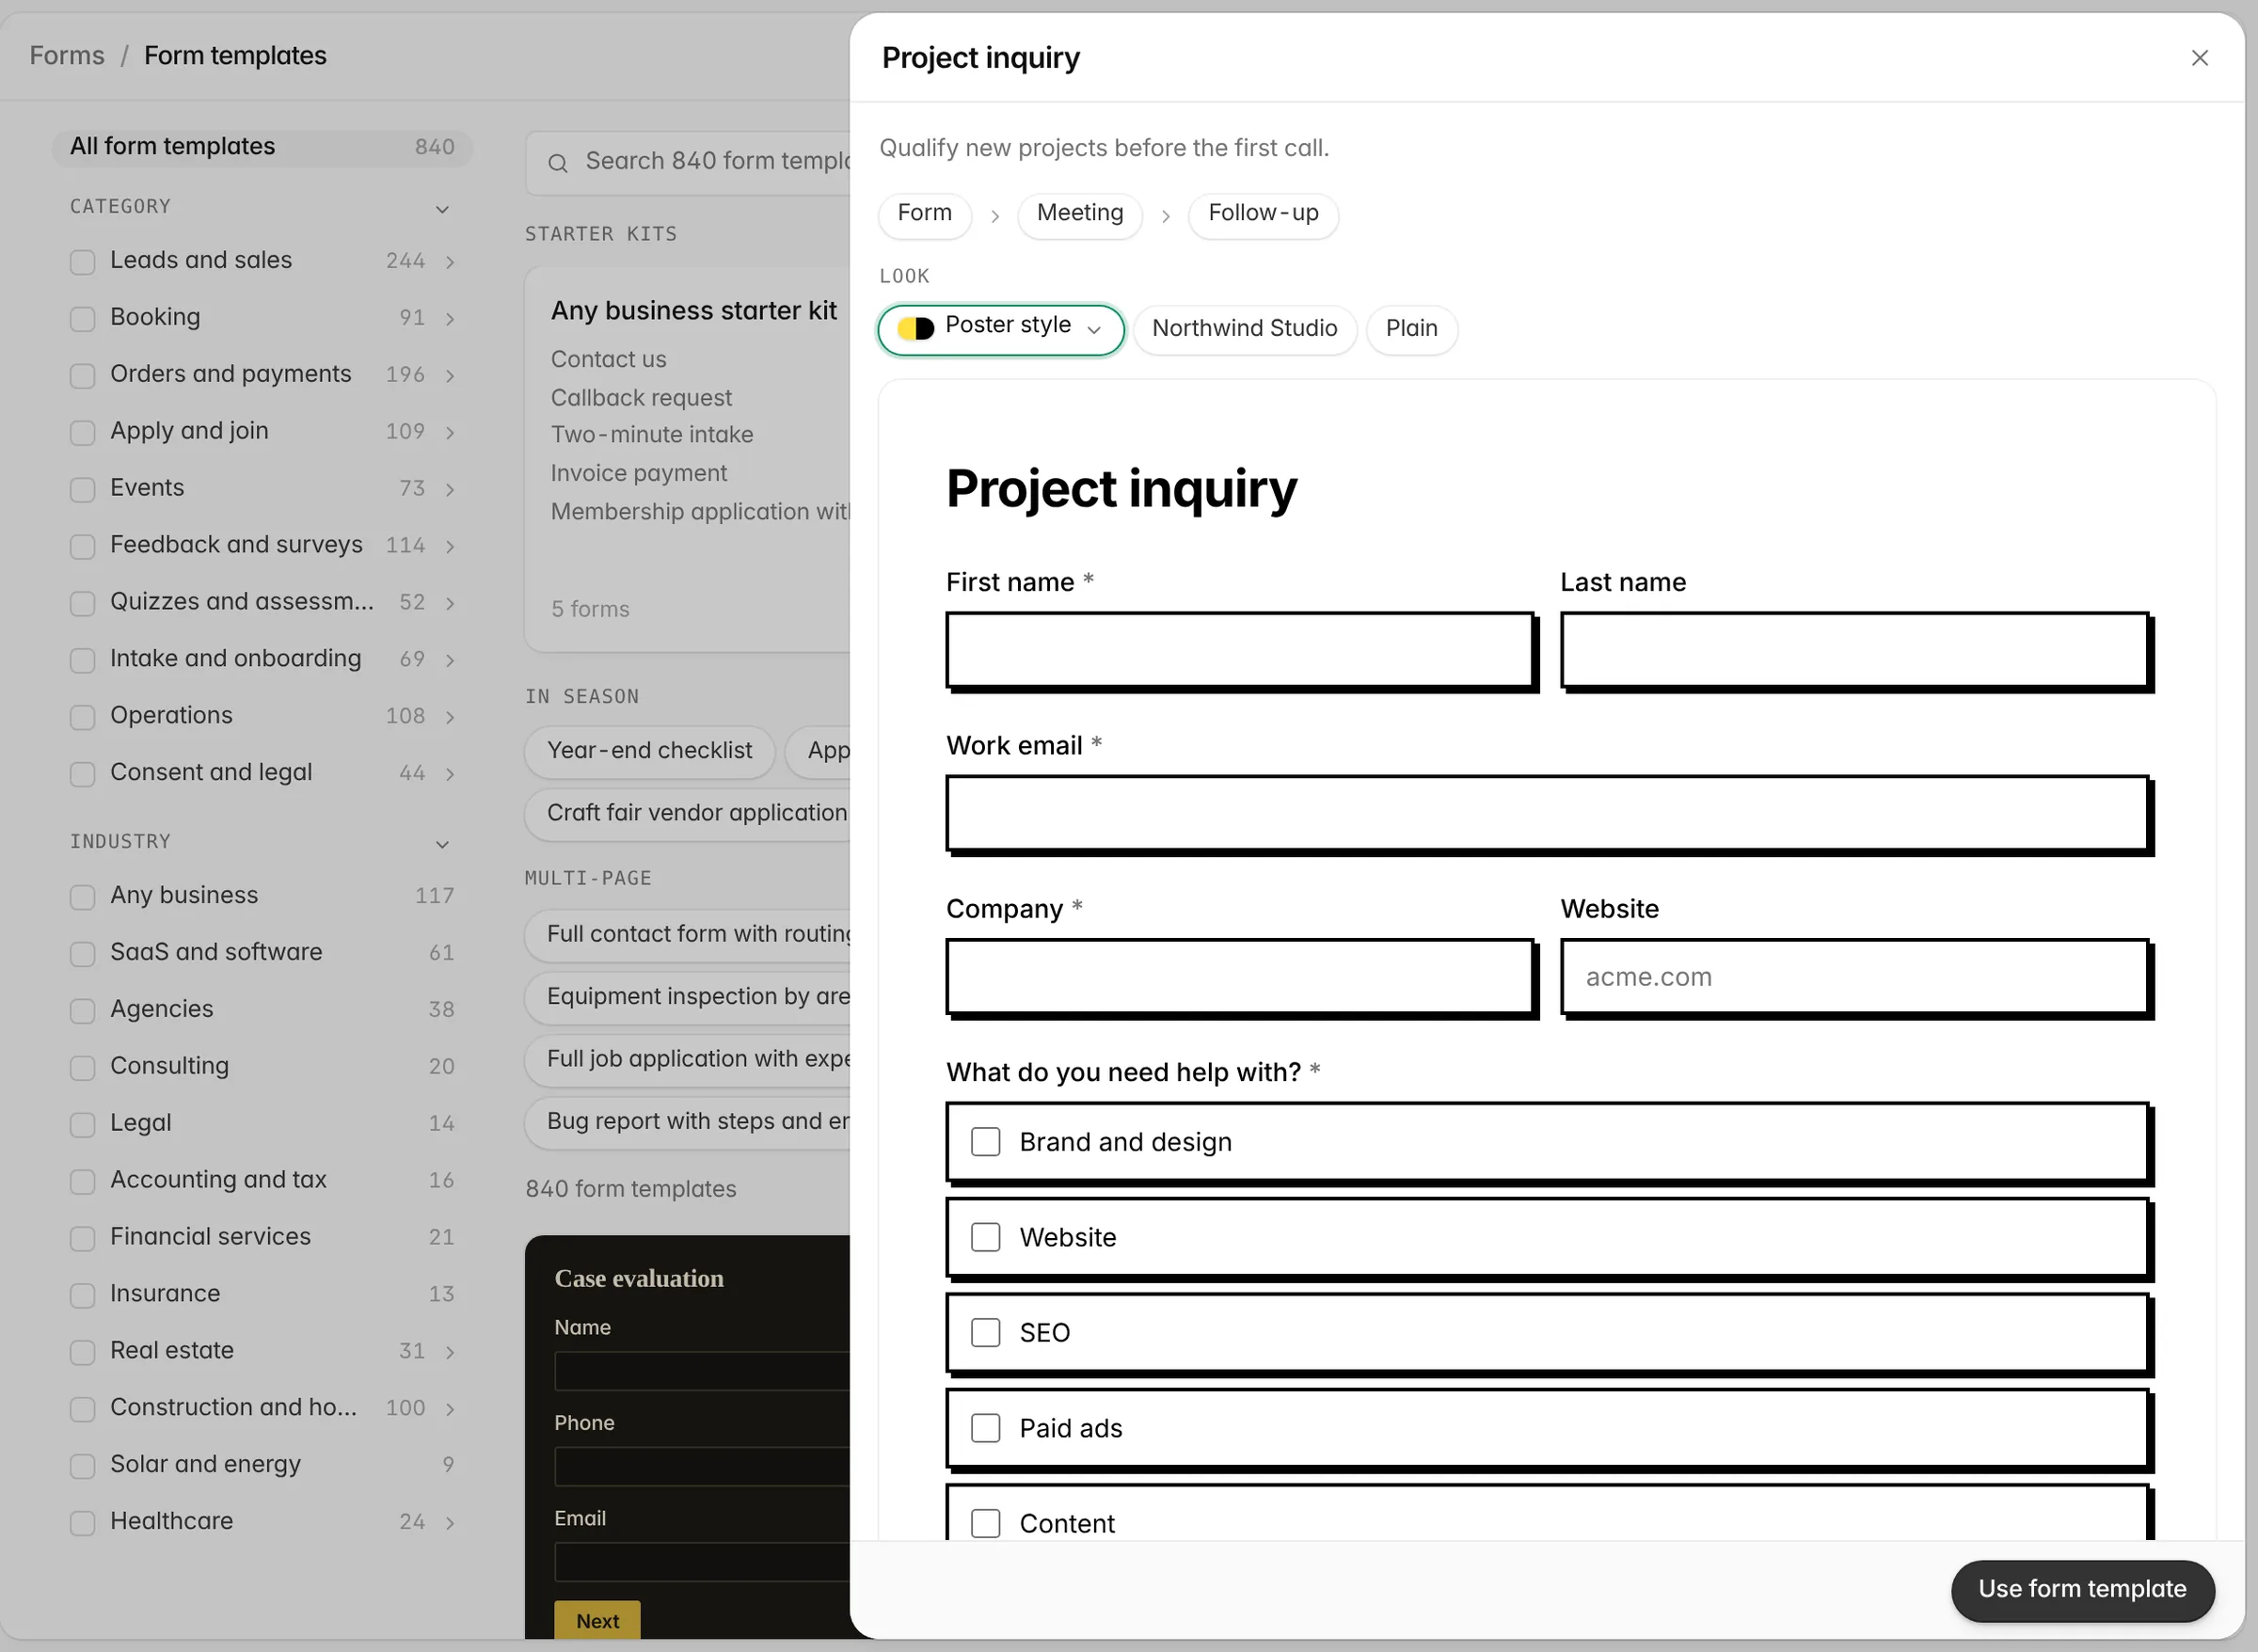 Forms / Form templates
All form templates 840
CATEGORY
Leads and sales 244
Booking 91
Orders and payments 196
Apply and join 109
Events 73
Feedback and surveys 114
Quizzes and assessm... 52
Intake and onboarding 69
Operations 108
Consent and legal 44
INDUSTRY
Any business 117
SaaS and software 61
Agencies 38
Consulting 20
Legal 14
Accounting and tax 16
Financial services 21
Insurance 13
Real estate 31
Construction and ho... 100
Solar and energy 9
Healthcare 24
Search 840 form
STARTER KITS
Any business starter kit
Contact us
Callback request
Two-minute intake
Invoice payment
Membership application
5 forms
IN SEASON
Year-end checklist
Craft fair vendor application
MULTI-PAGE
Full contact form with
Equipment inspection by
Full job application with
Bug report with steps and
840 form templates
Case evaluation
Name
Phone
Email
Next
Project inquiry
Qualify new projects before the first call.
Form Meeting Follow-up
LOOK
Poster style Northwind Studio Plain
Project inquiry
First name * Last name
Work email *
Company * Website
acme.com
What do you need help with? *
Brand and design
Website
SEO
Paid ads
Content
Use form template